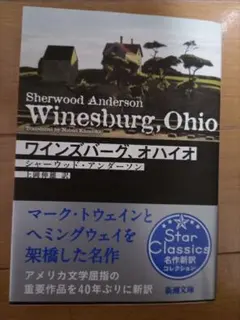 Sherwood Anderson
Winesburg, Ohio
ワインズバーグ、オハイオ
シャーウッド・アンダーソン
上岡伸雄 訳
マーク・トウェインと
ヘミングウェイを
架橋した名作
アメリカ文学屈指の
重要作品を40年ぶりに新訳
Star
Classics
名作新訳
コレクション
新潮文庫